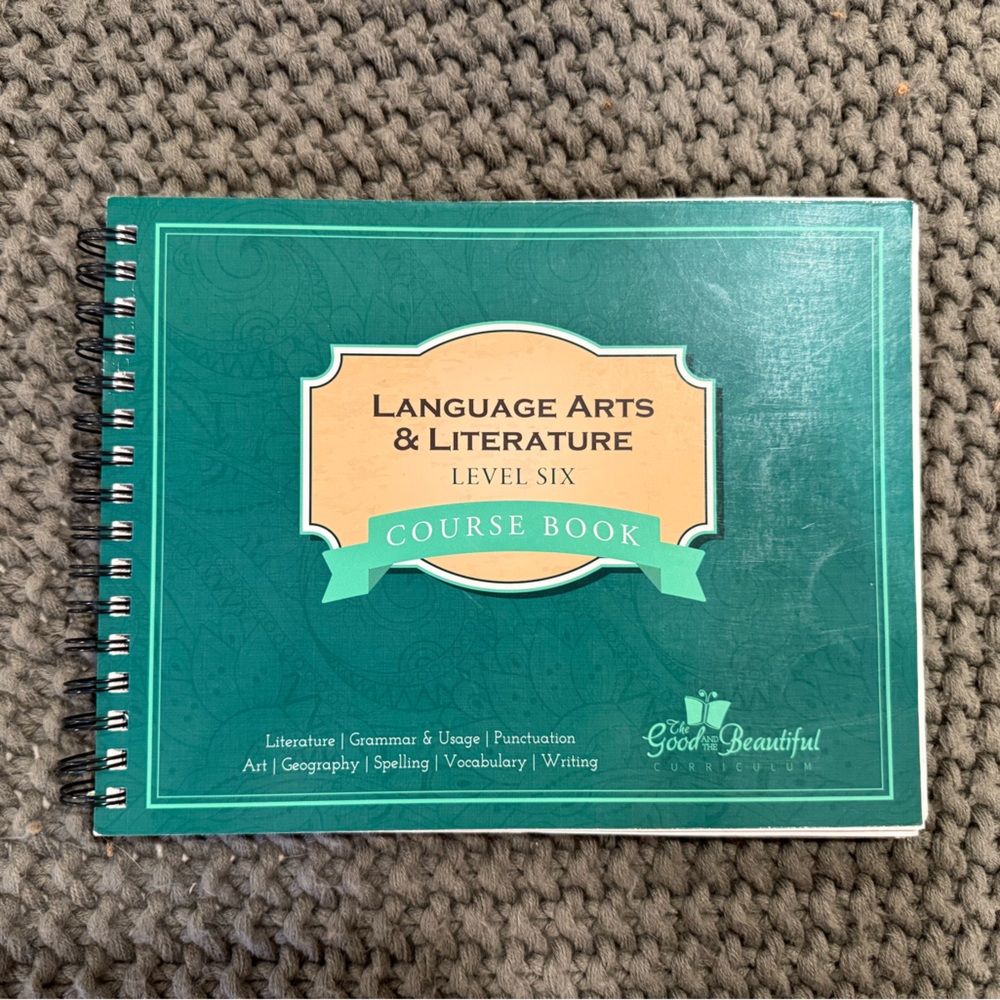 LANGUAGE ARTS
& LITERATURE
LEVEL SIX
COURSE BOOK
Literature | Grammar & Usage | Punctuation
Art | Geography | Spelling | Vocabulary | Writing
The
Good AND THE Beautiful
CURRICULUM